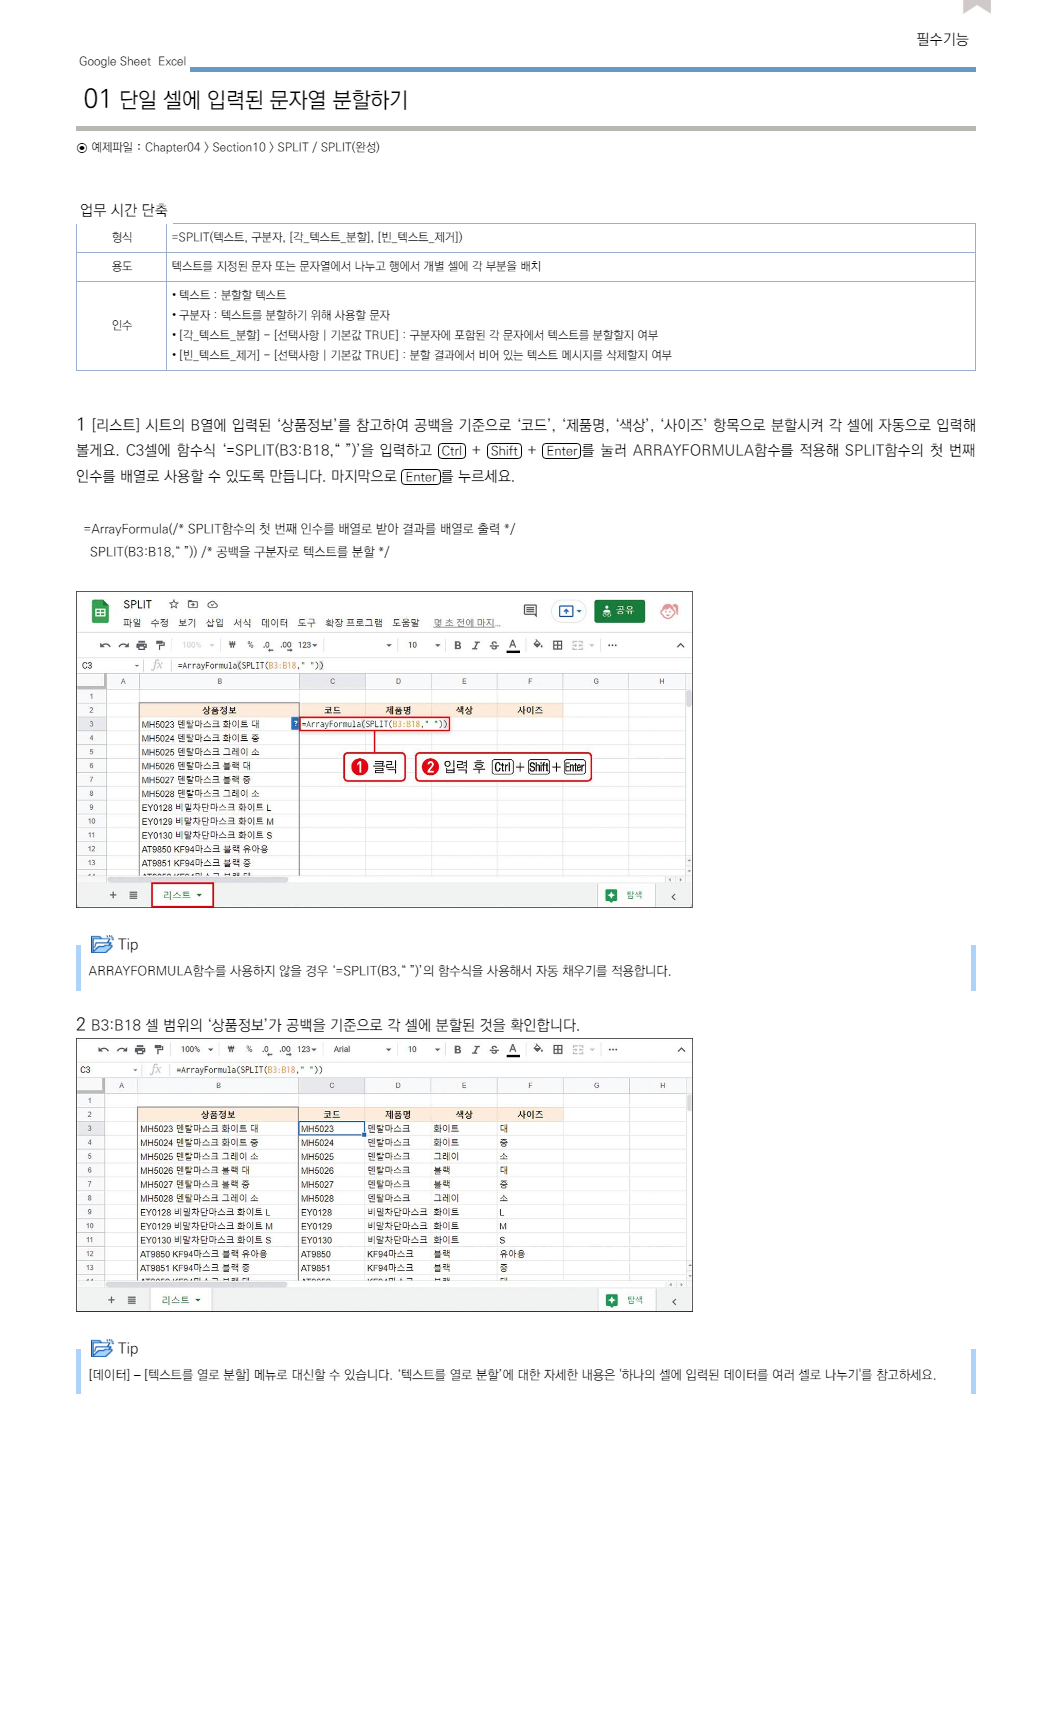 필수기능
Google Sheet Excel
01 단일 셀에 입력된 문자열 분할하기
예제파일 : Chapter04 > Section10 > SPLIT / SPLIT(완성)
업무 시간 단축
형식 =SPLIT(텍스트, 구분자, [각_텍스트_분할], [빈_텍스트_제거])
용도 텍스트를 지정된 문자 또는 문자열에서 나누고 행에서 개별 셀에 각 부분을 배치
인수
• 텍스트 : 분할할 텍스트
• 구분자 : 텍스트를 분할하기 위해 사용할 문자
• [각_텍스트_분할] - [선택사항 | 기본값 TRUE] : 구분자에 포함된 각 문자에서 텍스트를 분할할지 여부
• [빈_텍스트_제거] - [선택사항 | 기본값 TRUE] : 분할 결과에서 비어 있는 텍스트 메시지를 삭제할지 여부
1 [리스트] 시트의 B열에 입력된 ‘상품정보’를 참고하여 공백을 기준으로 ‘코드’, ‘제품명, ‘색상’, ‘사이즈’ 항목으로 분할시켜 각 셀에 자동으로 입력해
볼게요. C3셀에 함수식 ‘=SPLIT(B3:B18,“ ”)’을 입력하고 Ctrl + Shift + Enter를 눌러 ARRAYFORMULA함수를 적용해 SPLIT함수의 첫 번째
인수를 배열로 사용할 수 있도록 만듭니다. 마지막으로 Enter를 누르세요.
=ArrayFormula(/* SPLIT함수의 첫 번째 인수를 배열로 받아 결과를 배열로 출력 */
SPLIT(B3:B18,“ ”)) /* 공백을 구분자로 텍스트를 분할 */
SPLIT
파일 수정 보기 삽입 서식 데이터 도구 확장 프로그램 도움말 몇 초 전에 마지...
공유
100% ₩ % .0 .00 123 10 B I S A ...
C3 fx =ArrayFormula(SPLIT(B3:B18," "))
A B C D E F G H
1
2 상품정보 코드 제품명 색상 사이즈
3 MH5023 덴탈마스크 화이트 대 ? =ArrayFormula(SPLIT(B3:B18," "))
4 MH5024 덴탈마스크 화이트 중
5 MH5025 덴탈마스크 그레이 소
6 MH5026 덴탈마스크 블랙 대
7 MH5027 덴탈마스크 블랙 중
8 MH5028 덴탈마스크 그레이 소
9 EY0128 비말차단마스크 화이트 L
10 EY0129 비말차단마스크 화이트 M
11 EY0130 비말차단마스크 화이트 S
12 AT9850 KF94마스크 블랙 유아용
13 AT9851 KF94마스크 블랙 중
1 클릭
2 입력 후 Ctrl+Shift+Enter
+ 리스트 탐색
Tip
ARRAYFORMULA함수를 사용하지 않을 경우 ‘=SPLIT(B3,“ ”)’의 함수식을 사용해서 자동 채우기를 적용합니다.
2 B3:B18 셀 범위의 ‘상품정보’가 공백을 기준으로 각 셀에 분할된 것을 확인합니다.
100% ₩ % .0 .00 123 Arial 10 B I S A ...
C3 fx =ArrayFormula(SPLIT(B3:B18," "))
A B C D E F G H
1
2 상품정보 코드 제품명 색상 사이즈
3 MH5023 덴탈마스크 화이트 대 MH5023 덴탈마스크 화이트 대
4 MH5024 덴탈마스크 화이트 중 MH5024 덴탈마스크 화이트 중
5 MH5025 덴탈마스크 그레이 소 MH5025 덴탈마스크 그레이 소
6 MH5026 덴탈마스크 블랙 대 MH5026 덴탈마스크 블랙 대
7 MH5027 덴탈마스크 블랙 중 MH5027 덴탈마스크 블랙 중
8 MH5028 덴탈마스크 그레이 소 MH5028 덴탈마스크 그레이 소
9 EY0128 비말차단마스크 화이트 L EY0128 비말차단마스크 화이트 L
10 EY0129 비말차단마스크 화이트 M EY0129 비말차단마스크 화이트 M
11 EY0130 비말차단마스크 화이트 S EY0130 비말차단마스크 화이트 S
12 AT9850 KF94마스크 블랙 유아용 AT9850 KF94마스크 블랙 유아용
13 AT9851 KF94마스크 블랙 중 AT9851 KF94마스크 블랙 중
+ 리스트 탐색
Tip
[데이터] – [텍스트를 열로 분할] 메뉴로 대신할 수 있습니다. ‘텍스트를 열로 분할’에 대한 자세한 내용은 '하나의 셀에 입력된 데이터를 여러 셀로 나누기'를 참고하세요.